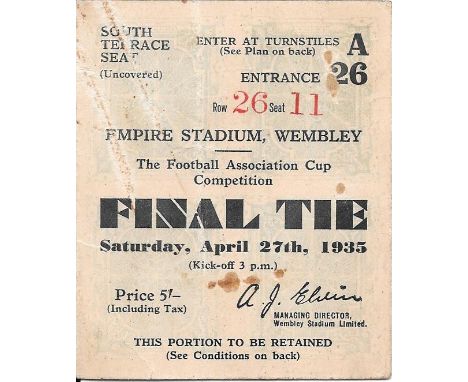 SOUTH
TERRACE
SEAT
(Uncovered)
ENTER AT TURNSTILES A
(See Plan on back)
ENTRANCE 26
Row 26 Seat 11
EMPIRE STADIUM, WEMBLEY
The Football Association Cup
Competition
FINAL TIE
Saturday, April 27th, 1935
(Kick-off 3 p.m.)
Price 5/-
(Including Tax)
A. J. Elvin
MANAGING DIRECTOR,
Wembley Stadium Limited.
THIS PORTION TO BE RETAINED
(See Conditions on back)